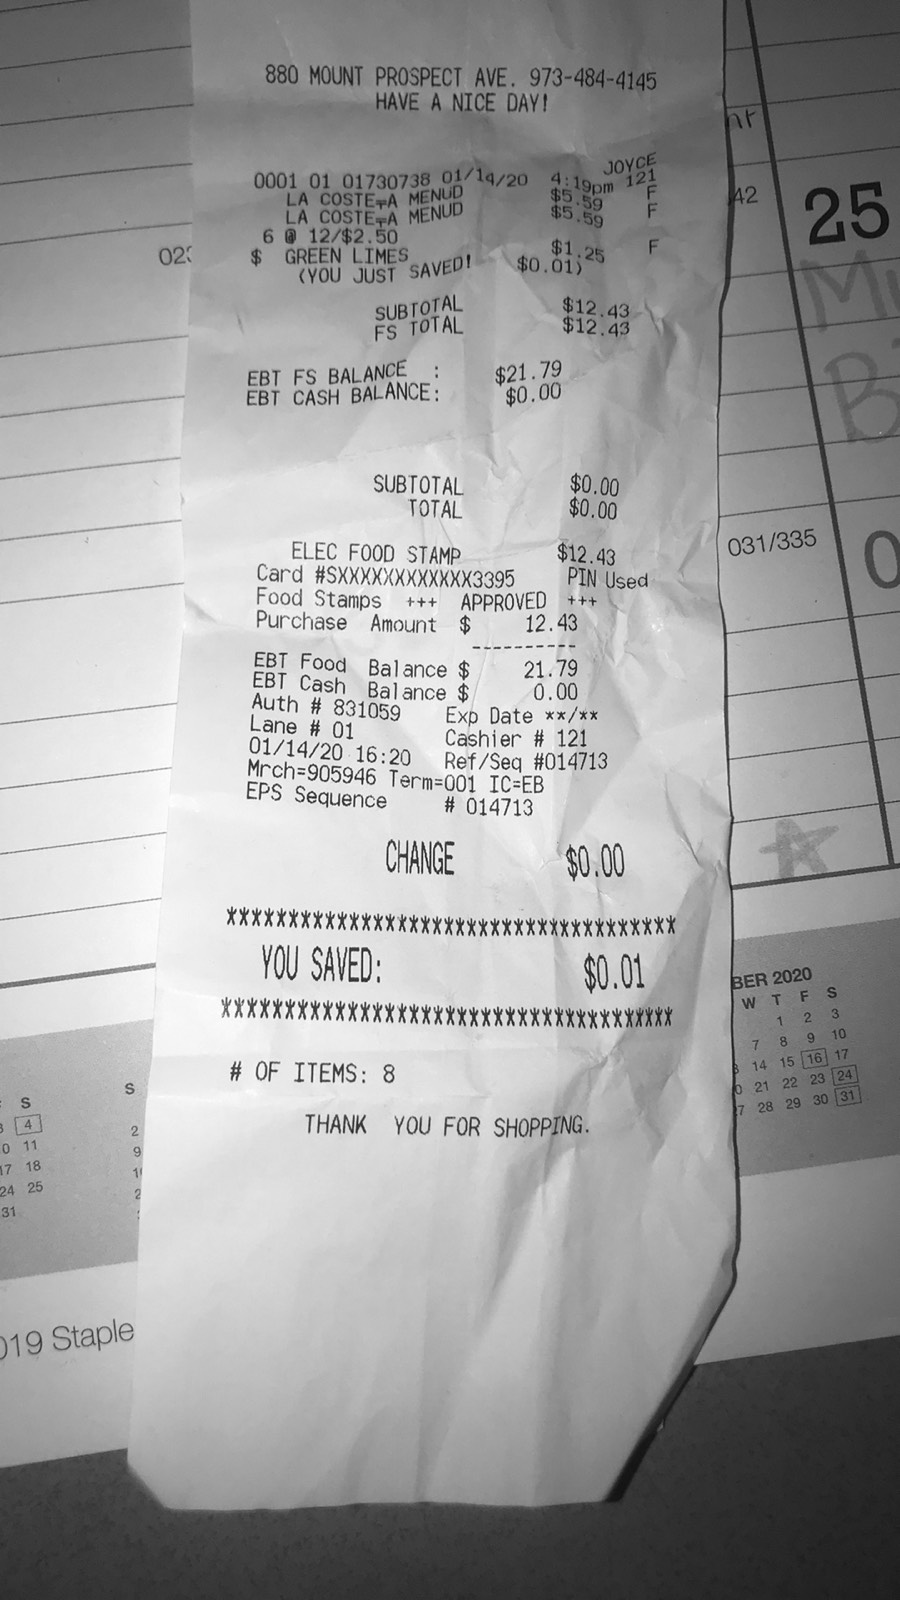 880 MOUNT PROSPECT AVE. 973-484-4145
HAVE A NICE DAY!
JOYCE
0001 01 01730738 01/14/20 4:19pm 121
LA COSTE A MENUD $5.59 F
LA COSTE A MENUD $5.59 F
6 @ 12/$2.50
$ GREEN LIMES $1.25 F
(YOU JUST SAVED! $0.01)
SUBTOTAL $12.43
FS TOTAL $12.43
EBT FS BALANCE : $21.79
EBT CASH BALANCE: $0.00
SUBTOTAL $0.00
TOTAL $0.00
ELEC FOOD STAMP $12.43
Card #SXXXXXXXXXXXX3395 PIN Used
Food Stamps +++ APPROVED +++
Purchase Amount $ 12.43
----------
EBT Food Balance $ 21.79
EBT Cash Balance $ 0.00
Auth # 831059 Exp Date **/**
Lane # 01 Cashier # 121
01/14/20 16:20 Ref/Seq #014713
Mrch=905946 Term=001 IC=EB
EPS Sequence # 014713
CHANGE $0.00
************************************
YOU SAVED: $0.01
************************************
# OF ITEMS: 8
THANK YOU FOR SHOPPING.
25
031/335
BER 2020
W T F S
1 2 3
7 8 9 10
14 15 16 17
21 22 23 24
28 29 30 31
S
4
11
17 18
24 25
31
S
2
9
019 Staple